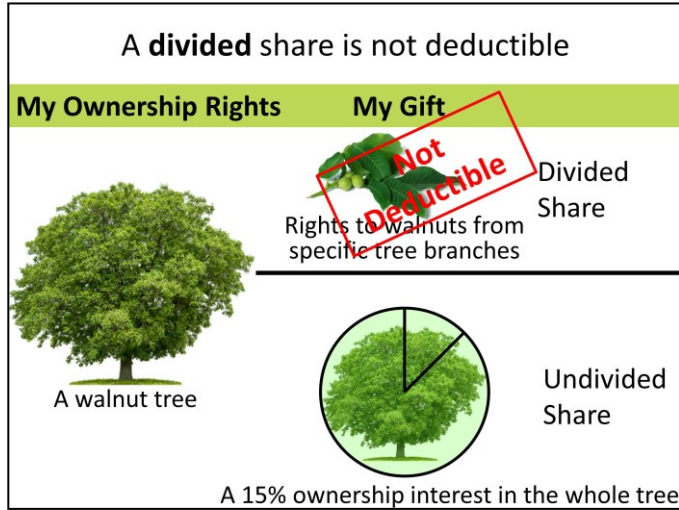 A divided share is not deductible
My Ownership Rights
My Gift
Not
Deductible
Divided
Share
Rights to walnuts from
specific tree branches
A walnut tree
Undivided
Share
A 15% ownership interest in the whole tree